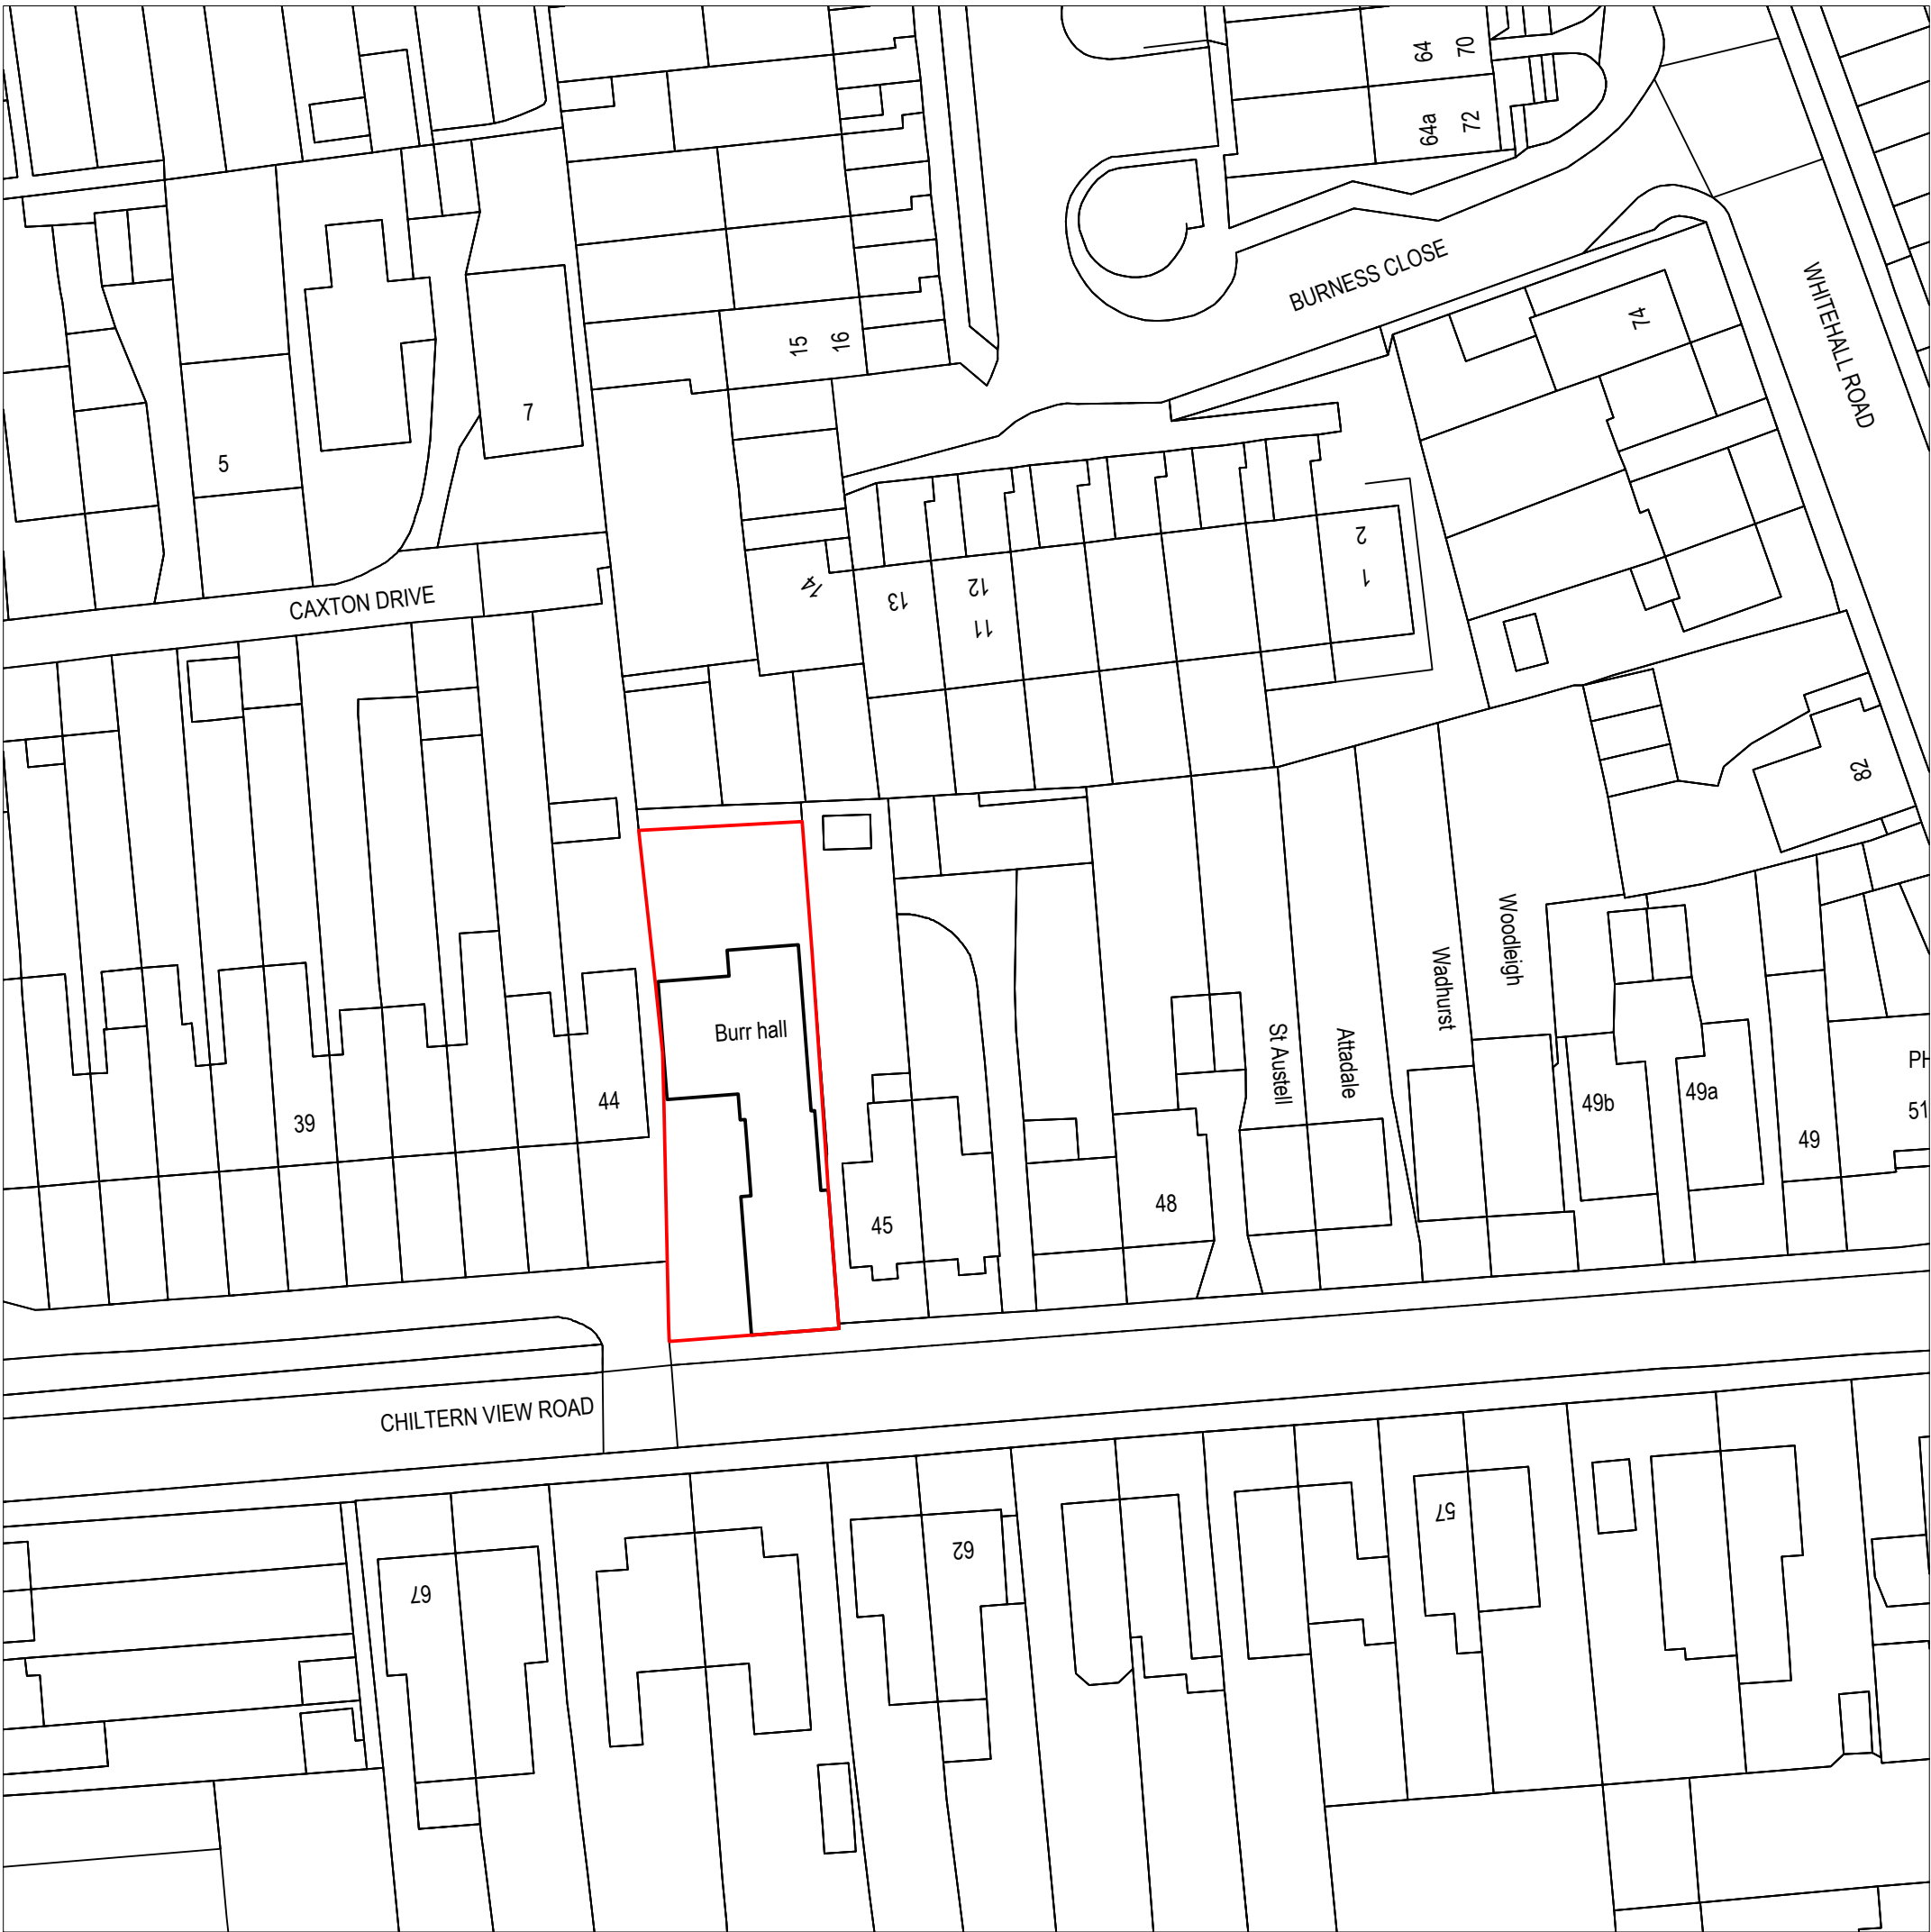 64
70
64a
72
BURNESS CLOSE
WHITEHALL ROAD
74
15
16
7
5
2
1
CAXTON DRIVE
14
13
12
11
82
Woodleigh
Wadhurst
Burr hall
St Austell
Attadale
PH
44
39
49b
49a
51
49
45
48
CHILTERN VIEW ROAD
57
62
67